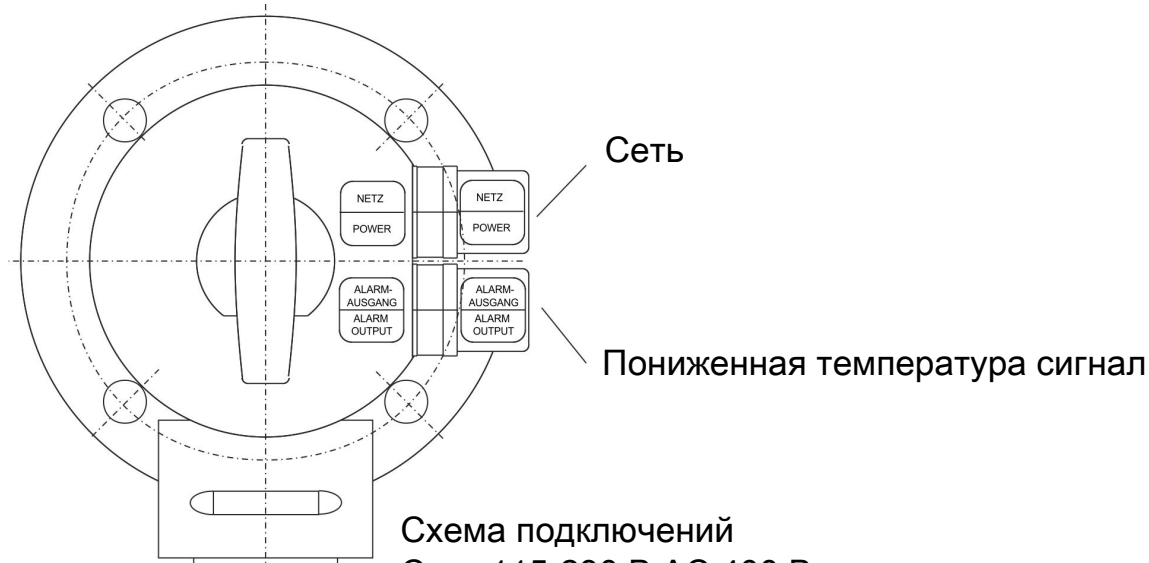 Сеть
NETZ
POWER
NETZ
POWER
ALARM-
AUSGANG
ALARM
OUTPUT
ALARM-
AUSGANG
ALARM
OUTPUT
Пониженная температура сигнал
Схема подключений